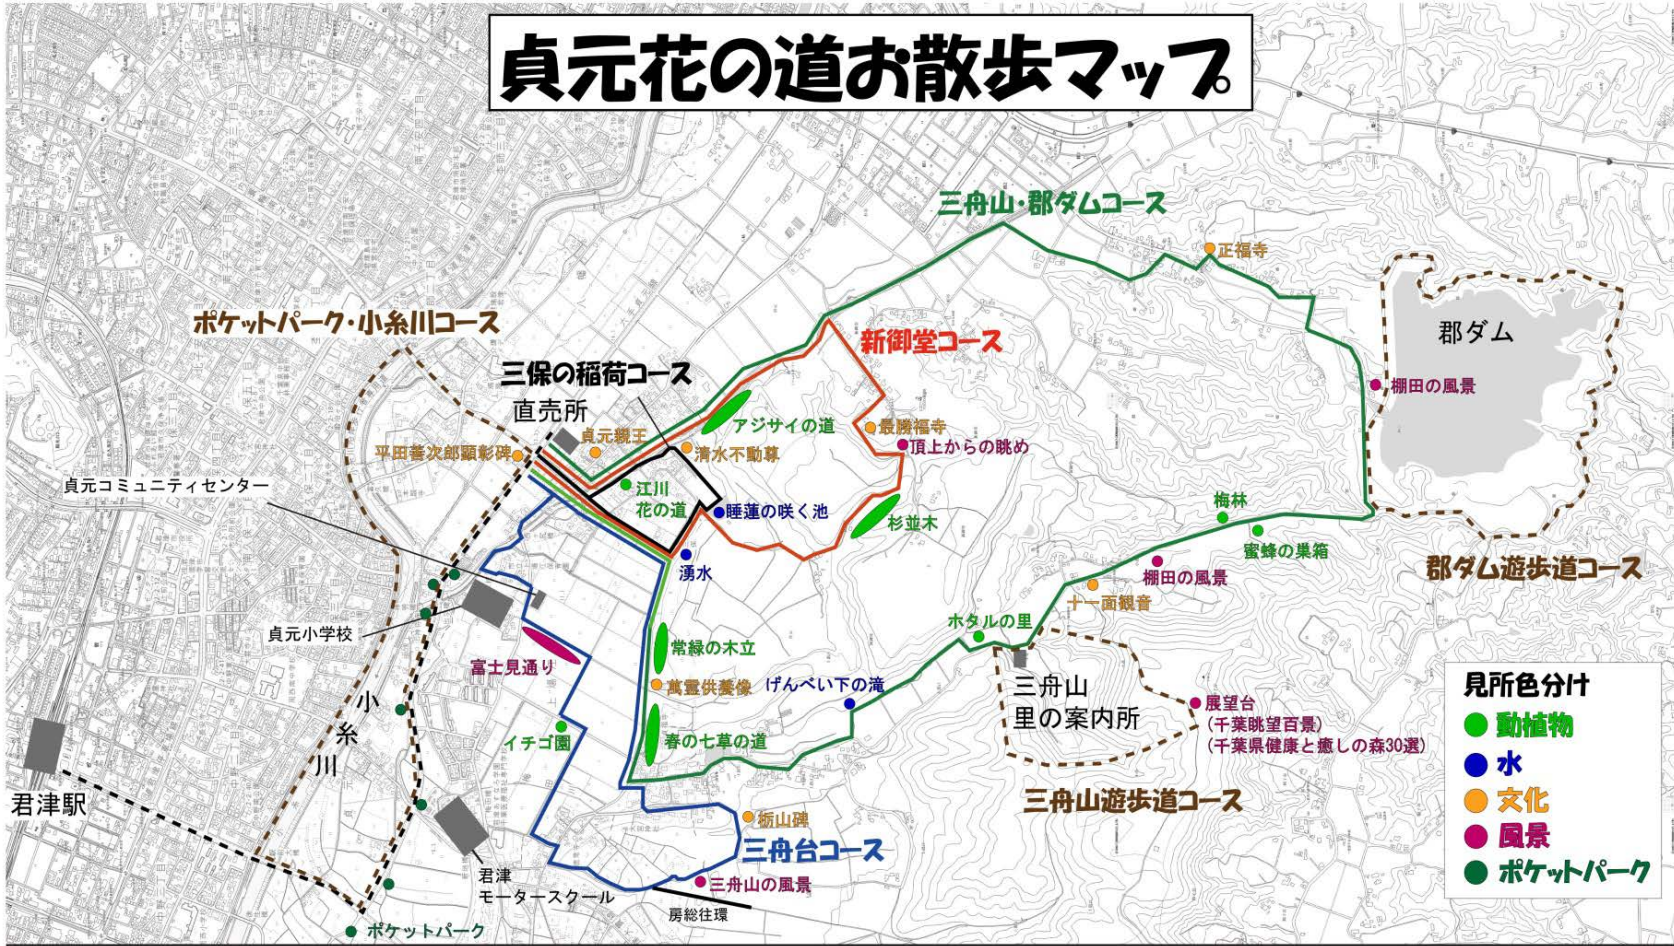 貞元花の道お散歩マップ
三舟山・郡ダムコース
正福寺
ポケットパーク・小糸川コース
郡ダム
新御堂コース
三保の稲荷コース
棚田の風景
直売所
アジサイの道
貞元親王
最勝福寺
頂上からの眺め
平田善次郎顕彰碑
清水不動尊
貞元コミュニティセンター
江川
花の道
睡蓮の咲く池
杉並木
梅林
蜜蜂の巣箱
湧水
棚田の風景
郡ダム遊歩道コース
十一面観音
ホタルの里
貞元小学校
常緑の木立
富士見通り
萬霊供養像
げんべい下の滝
三舟山
里の案内所
展望台
(千葉眺望百景)
(千葉県健康と癒しの森30選)
小
糸
川
イチゴ園
春の七草の道
見所色分け
動植物
水
文化
風景
ポケットパーク
君津駅
三舟山遊歩道コース
栃山碑
三舟台コース
君津
モータースクール
三舟山の風景
房総往環
ポケットパーク